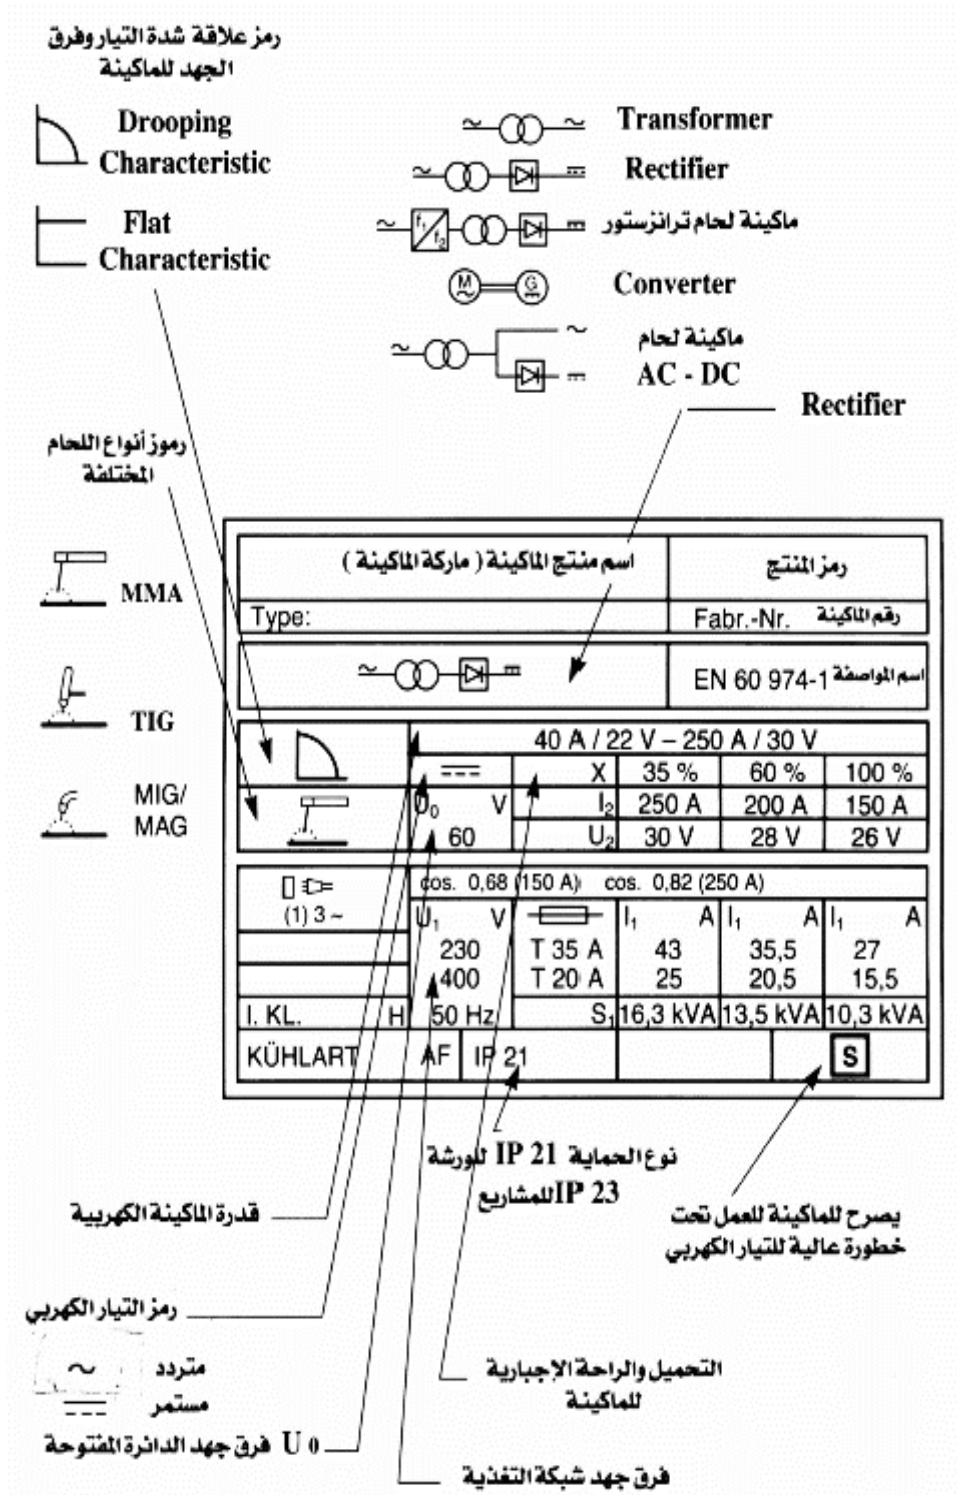 رمز علاقة شدة التيار وفرق
الجهد للماكينة
Drooping
Characteristic
Flat
Characteristic
~ ~ Transformer
~ Rectifier
~ f1 f2 ماكينة لحام ترانزستور
M ~ G Converter
~ ~ ماكينة لحام
AC - DC
Rectifier
رموز أنواع اللحام
المختلفة
MMA
TIG
MIG/
MAG
اسم منتج الماكينة ( ماركة الماكينة )
رمز المنتج
Type:
Fabr.-Nr. رقم الماكينة
~
EN 60 974-1 اسم المواصفة
40 A / 22 V – 250 A / 30 V
X 35 % 60 % 100 %
U0 V I2 250 A 200 A 150 A
60 U2 30 V 28 V 26 V
cos. 0,68 (150 A) cos. 0,82 (250 A)
(1) 3 ~
U1 V I1 A I1 A I1 A
230 T 35 A 43 35,5 27
400 T 20 A 25 20,5 15,5
I. KL. H 50 Hz S1 16,3 kVA 13,5 kVA 10,3 kVA
KÜHLART AF IP 21 S
نوع الحماية IP 21 للورشة
IP 23 للمشاريع
قدرة الماكينة الكهربية
يصرح للماكينة للعمل تحت
خطورة عالية للتيار الكهربي
رمز التيار الكهربي
~ متردد
مستمر
التحميل والراحة الإجبارية
للماكينة
U 0 فرق جهد الدائرة المفتوحة
فرق جهد شبكة التغذية